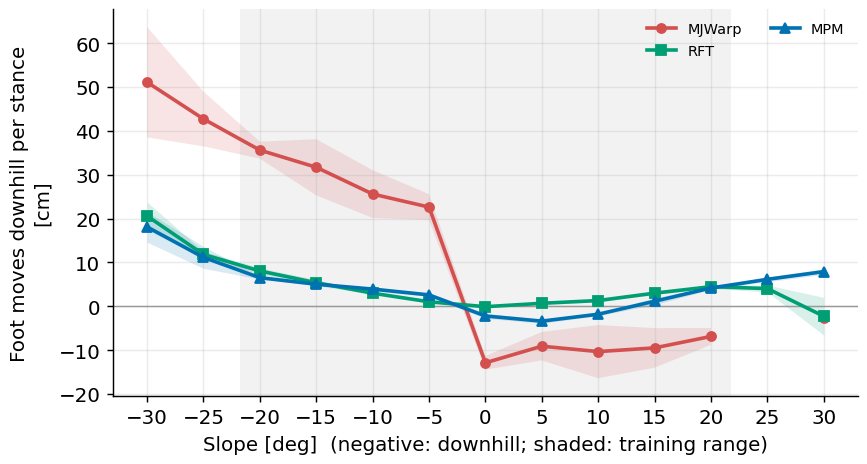 Foot moves downhill per stance
[cm]
60
50
40
30
20
10
0
−10
−20
MJWarp
RFT
MPM
−30 −25 −20 −15 −10 −5 0 5 10 15 20 25 30
Slope [deg]  (negative: downhill; shaded: training range)